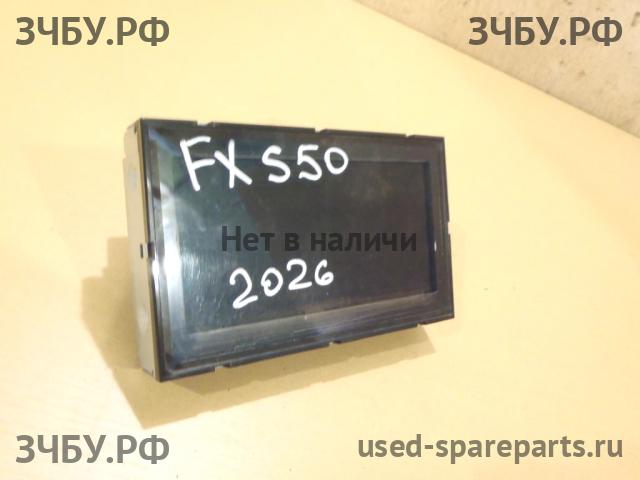 ЗЧБУ.РФ ЗЧБУ.РФ
FX S50
Нет в наличи
2026
ЗЧБУ.РФ used-spareparts.ru